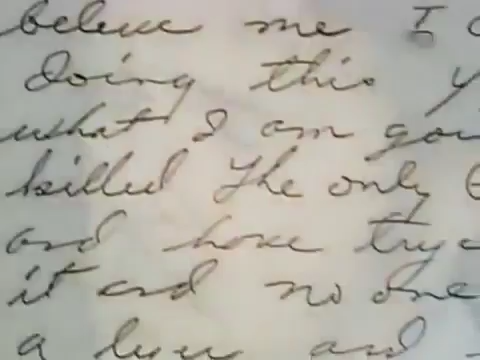 believe me I
doing this
what I am
killed The only
and have
it and no one
a and